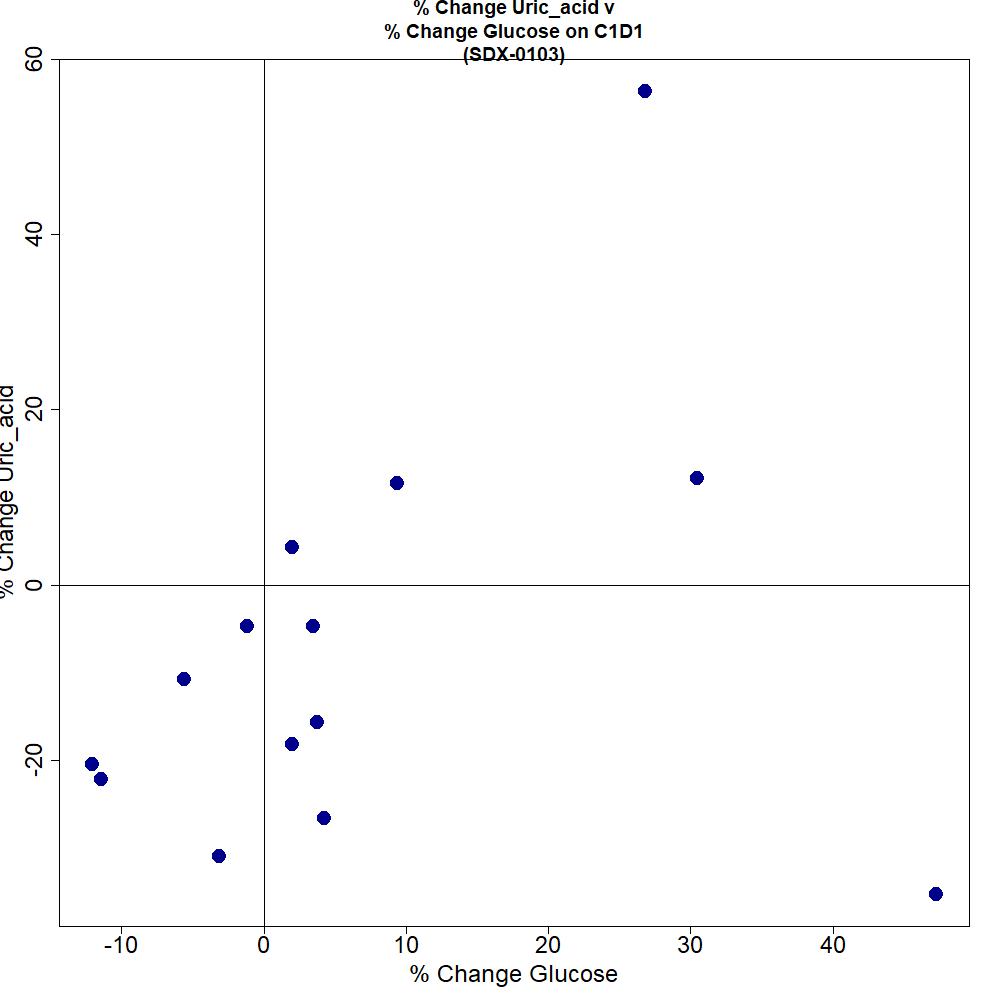 % Change Uric_acid v
% Change Glucose on C1D1
(SDX-0103)
60
40
20
0
-20
% Change Uric_acid
-10
0
10
20
30
40
% Change Glucose